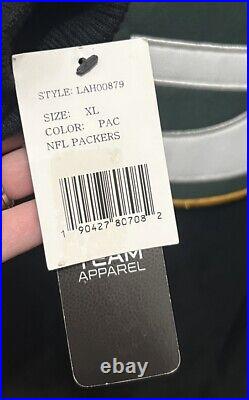 STYLE: LAH00879
SIZE: XL
COLOR: PAC
NFL PACKERS
1 90427 80708 2
TEAM
APPAREL